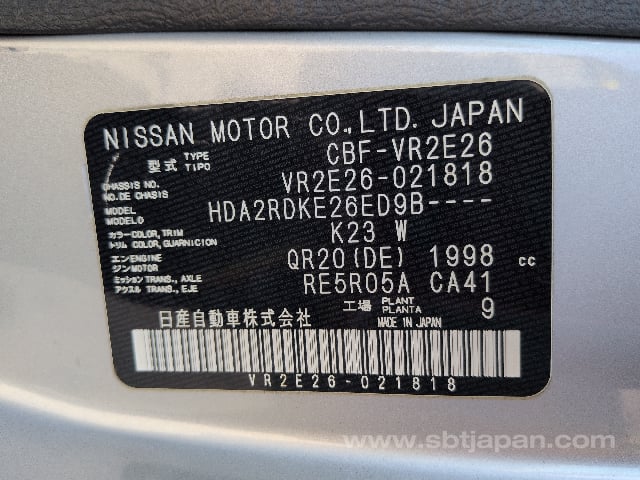 NISSAN MOTOR CO.,LTD. JAPAN
型式 TYPE TIPO CBF-VR2E26
CHASSIS NO. NO.DE CHASIS VR2E26-021818
MODEL MODELO HDA2RDKE26ED9B----
カラー COLOR, TRIM トリム COLOR, GUARNICION K23 W
エンジン ENGINE MOTOR QR20(DE) 1998 cc
ミッション TRANS., AXLE アクスル TRANS., EJE RE5R05A CA41
工場 PLANT PLANTA 9
日産自動車株式会社 MADE IN JAPAN
VR2E26-021818
www.sbtjapan.com